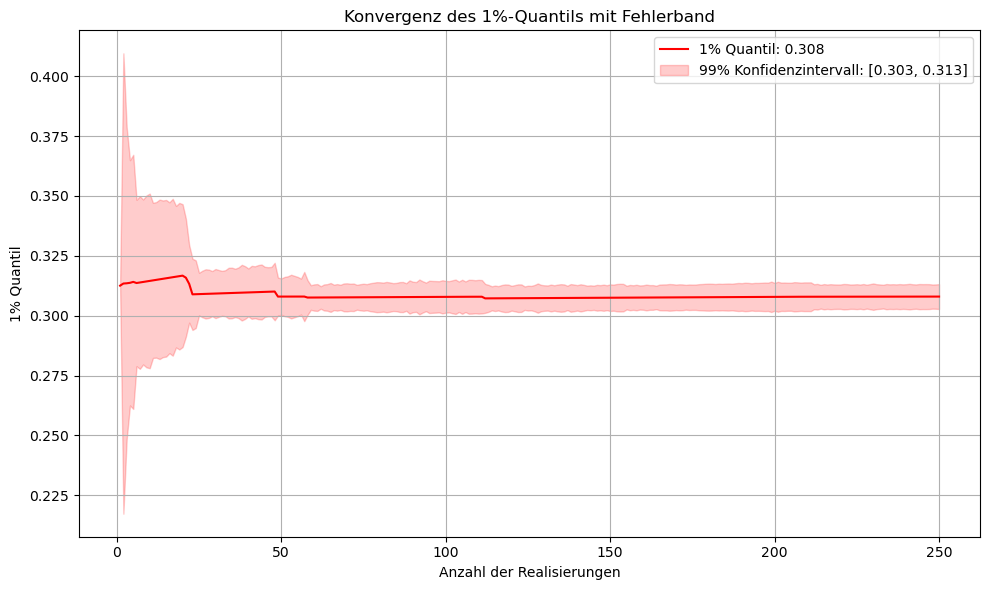 Konvergenz des 1%-Quantils mit Fehlerband
1% Quantil: 0.308
99% Konfidenzintervall: [0.303, 0.313]
1% Quantil
0.400
0.375
0.350
0.325
0.300
0.275
0.250
0.225
0
50
100
150
200
250
Anzahl der Realisierungen